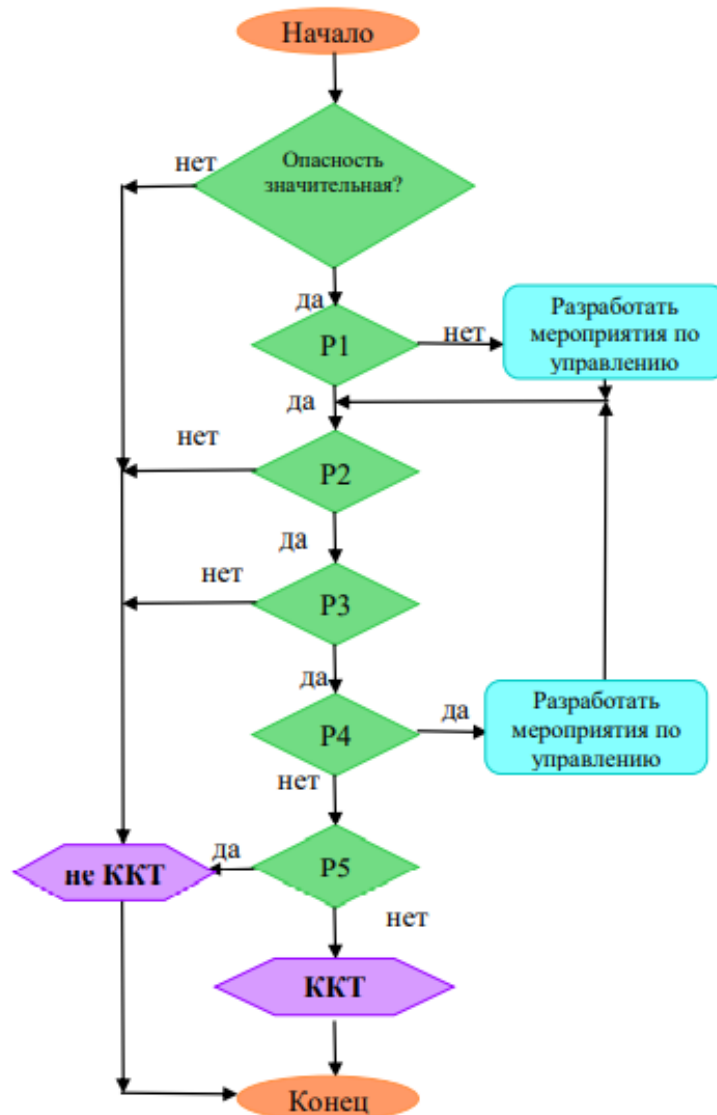 Начало
нет
Опасность
значительная?
да
Р1
нет
Разработать
мероприятия по
управлению
да
нет
Р2
да
нет
Р3
да
Р4
да
Разработать
мероприятия по
управлению
нет
не ККТ
да
Р5
нет
ККТ
Конец